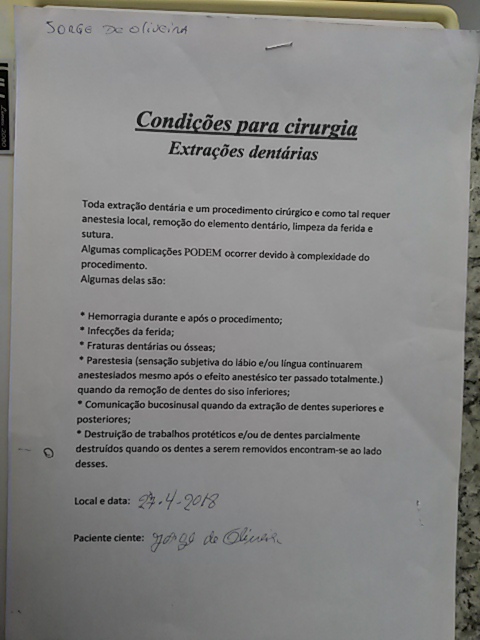 JORGE DE OLIVEIRA
Condições para cirurgia
Extrações dentárias
Toda extração dentária e um procedimento cirúrgico e como tal requer
anestesia local, remoção do elemento dentário, limpeza da ferida e
sutura.
Algumas complicações PODEM ocorrer devido à complexidade do
procedimento.
Algumas delas são:
* Hemorragia durante e após o procedimento;
* Infecções da ferida;
* Fraturas dentárias ou ósseas;
* Parestesia (sensação subjetiva do lábio e/ou língua continuarem
anestesiados mesmo após o efeito anestésico ter passado totalmente.)
quando da remoção de dentes do siso inferiores;
* Comunicação bucosinusal quando da extração de dentes superiores e
posteriores;
* Destruição de trabalhos protéticos e/ou de dentes parcialmente
destruídos quando os dentes a serem removidos encontram-se ao lado
desses.
Local e data: 27-4-2018
Paciente ciente: Jorge de Oliveira